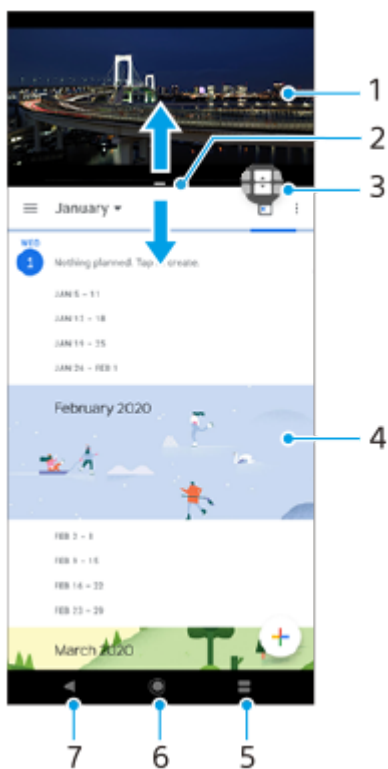 1
2
3
January
WED
1
Nothing planned. Tap to create.
JAN 5 – 11
JAN 12 – 18
JAN 19 – 25
JAN 26 – FEB 1
February 2020
4
FEB 2 – 8
FEB 9 – 15
FEB 16 – 22
FEB 23 – 29
March 2020
7
6
5